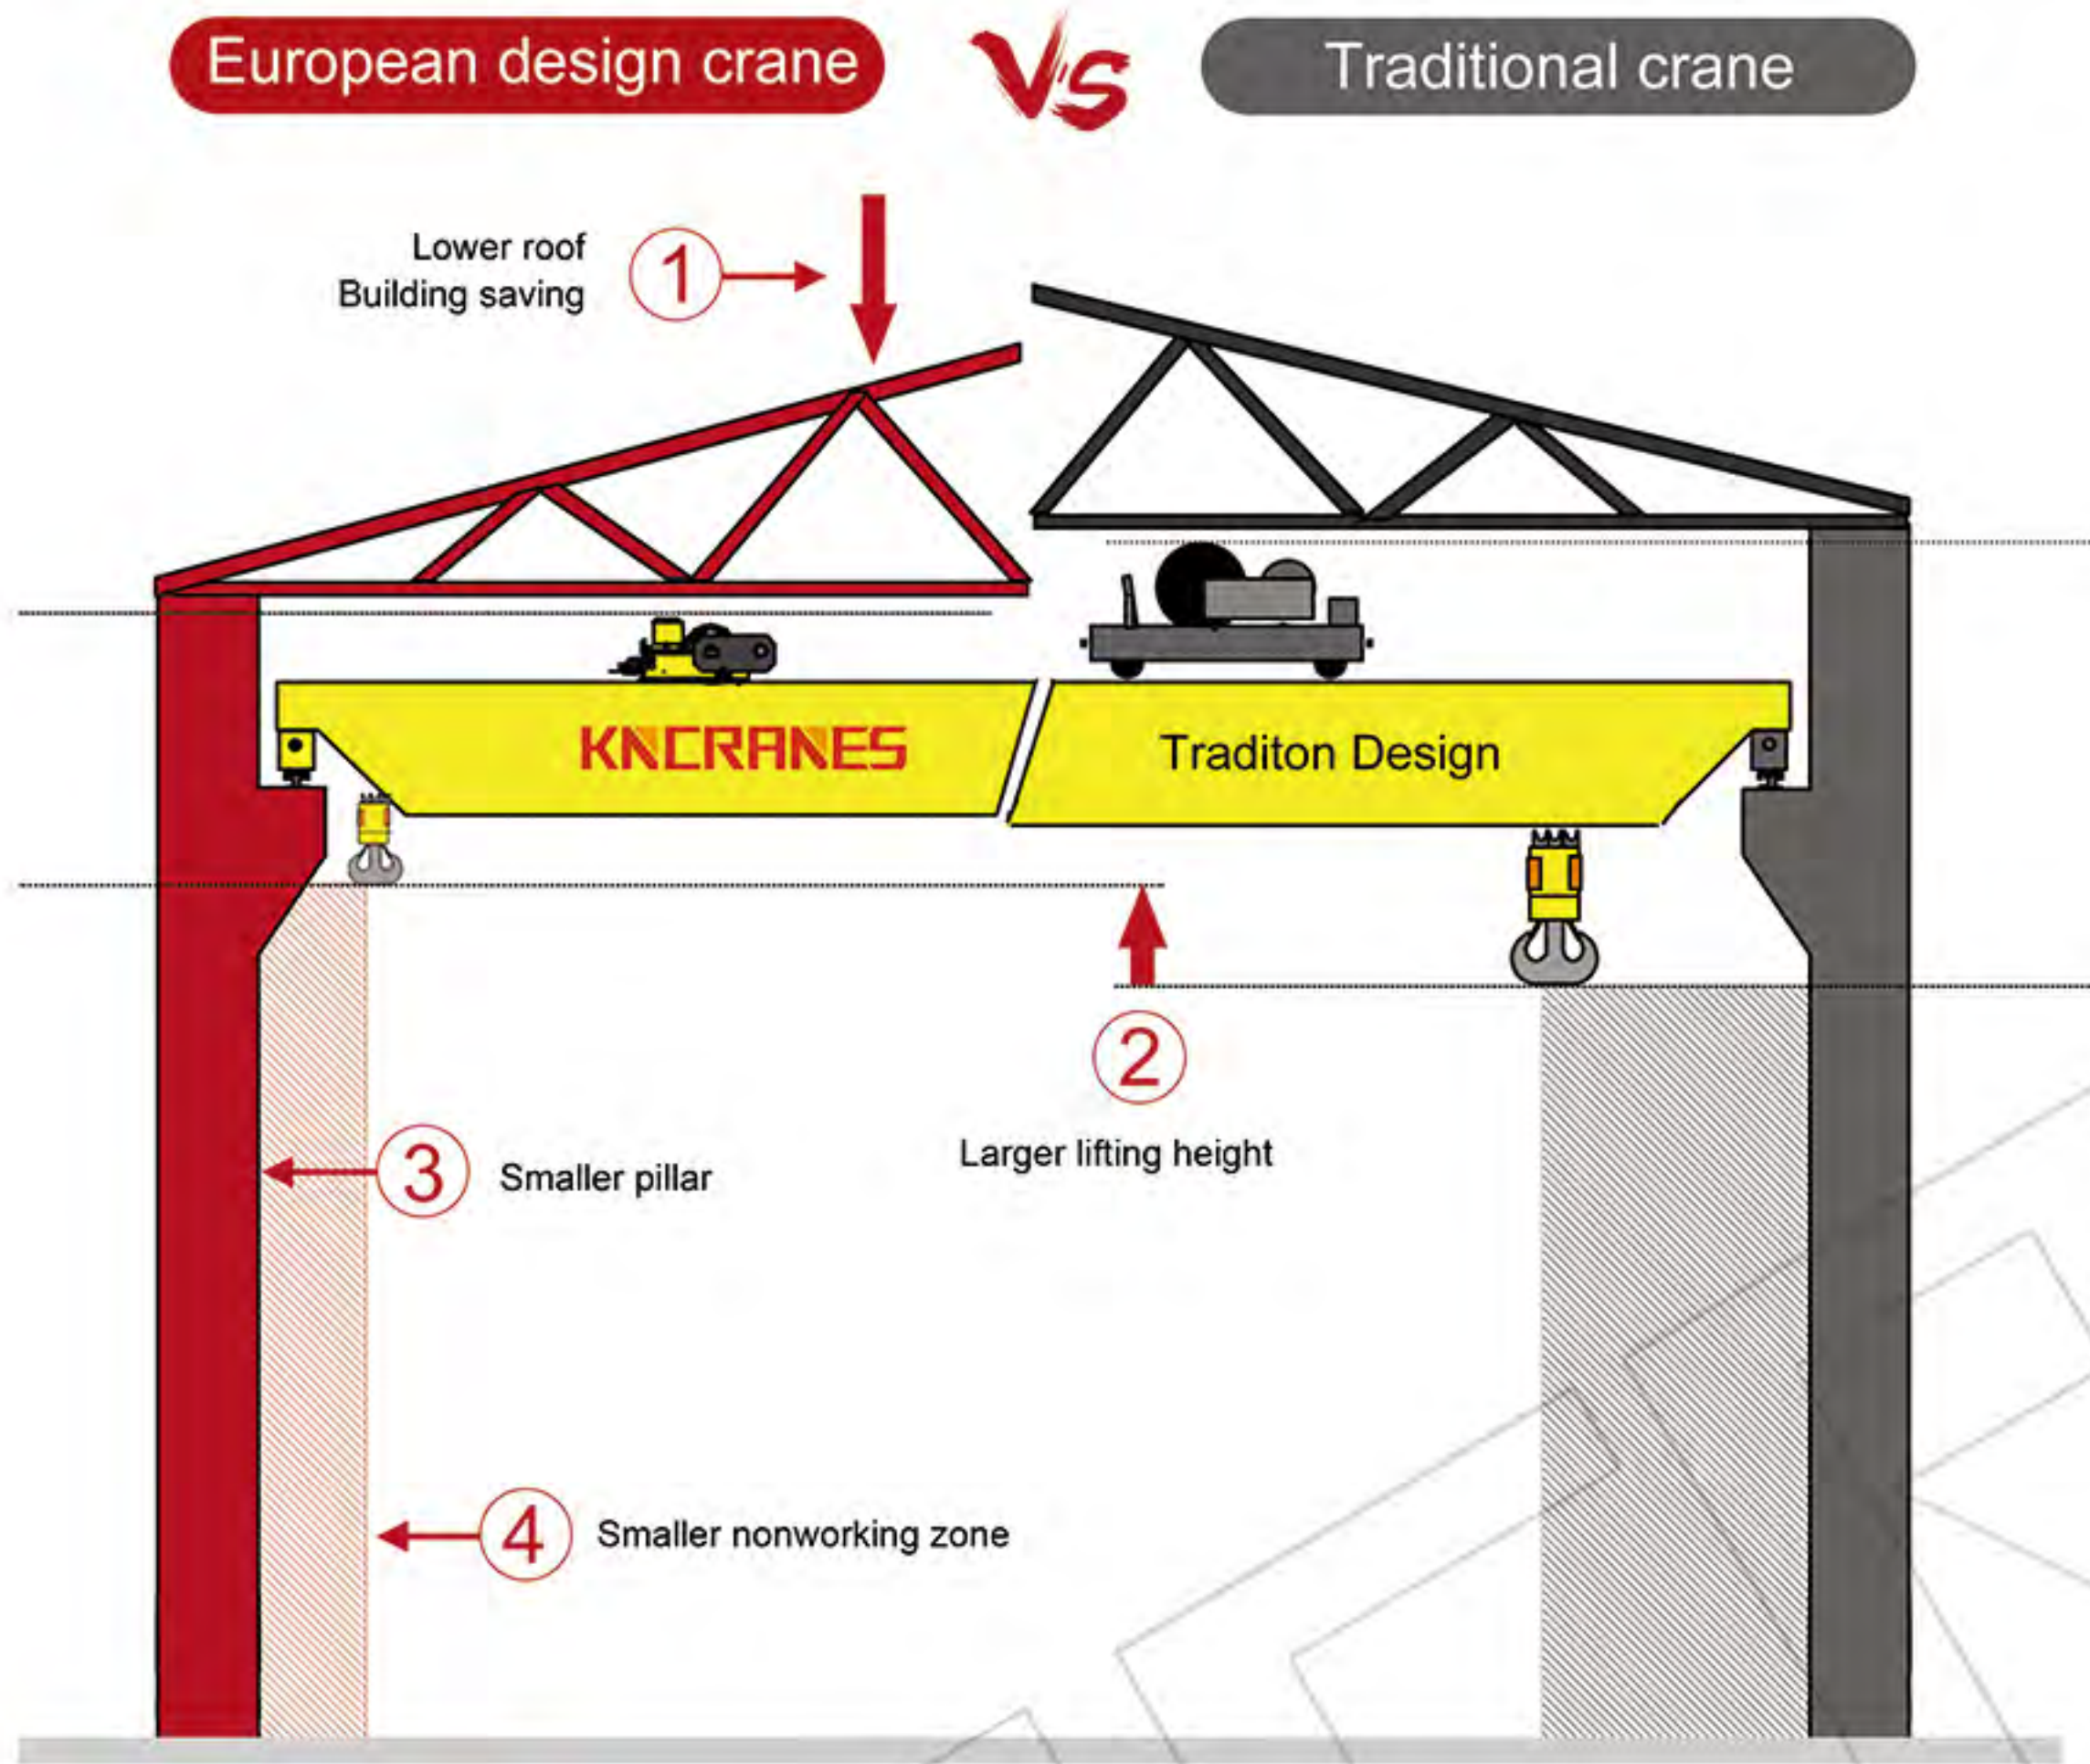 European design crane
VS
Traditional crane
Lower roof
Building saving
1
KNCRANES
Traditon Design
2
Larger lifting height
3
Smaller pillar
4
Smaller nonworking zone